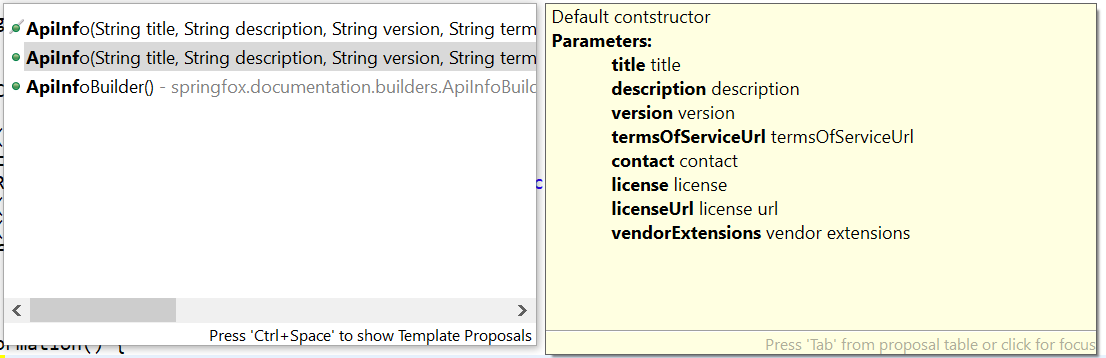 ApiInfo(String title, String description, String version, String term
ApiInfo(String title, String description, String version, String term
ApiInfoBuilder() - springfox.documentation.builders.ApiInfoBuild
Press 'Ctrl+Space' to show Template Proposals
ormation() {
Default contstructor
Parameters:
title title
description description
version version
termsOfServiceUrl termsOfServiceUrl
contact contact
license license
licenseUrl license url
vendorExtensions vendor extensions
Press 'Tab' from proposal table or click for focus